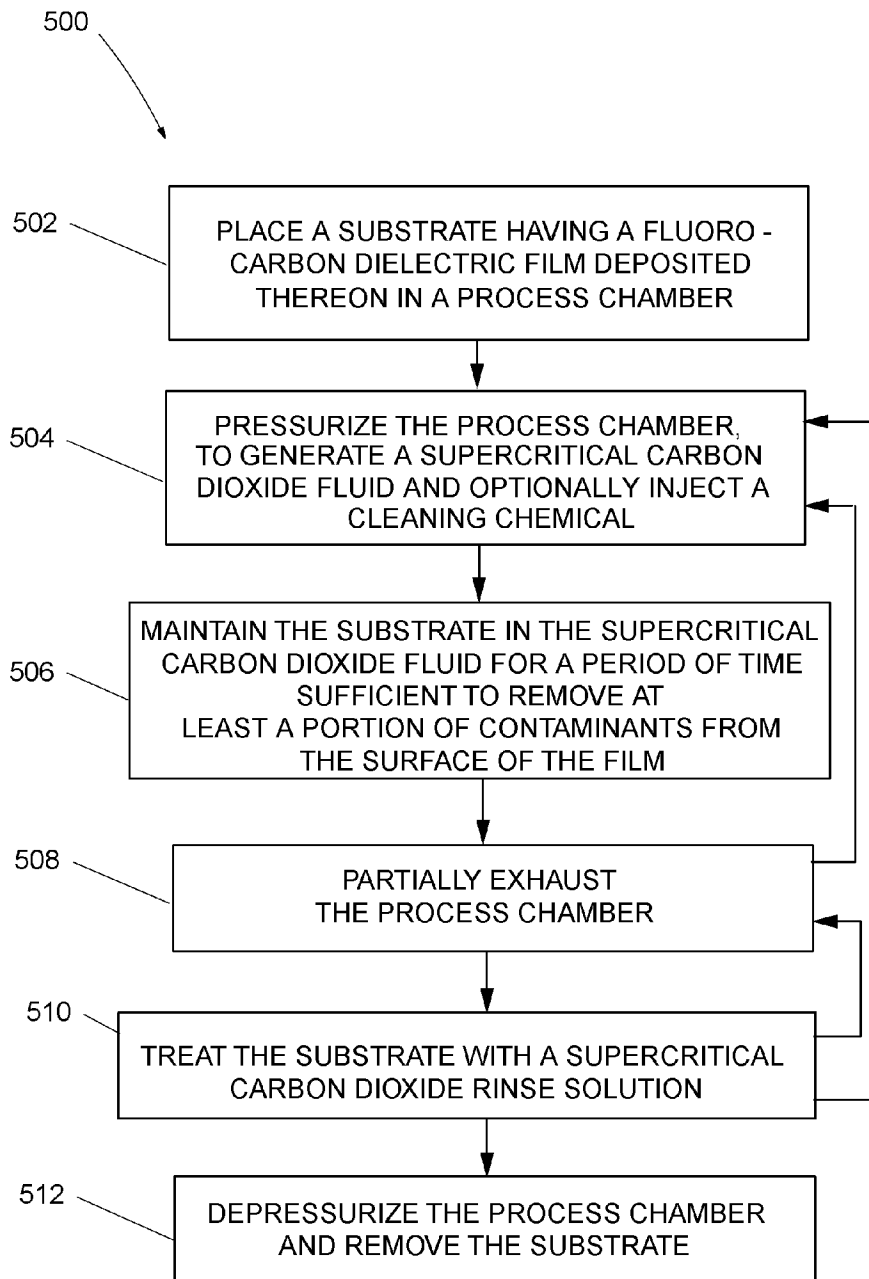 500
502
PLACE A SUBSTRATE HAVING A FLUORO -
CARBON DIELECTRIC FILM DEPOSITED
THEREON IN A PROCESS CHAMBER
504
PRESSURIZE THE PROCESS CHAMBER,
TO GENERATE A SUPERCRITICAL CARBON
DIOXIDE FLUID AND OPTIONALLY INJECT A
CLEANING CHEMICAL
506
MAINTAIN THE SUBSTRATE IN THE SUPERCRITICAL
CARBON DIOXIDE FLUID FOR A PERIOD OF TIME
SUFFICIENT TO REMOVE AT
LEAST A PORTION OF CONTAMINANTS FROM
THE SURFACE OF THE FILM
508
PARTIALLY EXHAUST
THE PROCESS CHAMBER
510
TREAT THE SUBSTRATE WITH A SUPERCRITICAL
CARBON DIOXIDE RINSE SOLUTION
512
DEPRESSURIZE THE PROCESS CHAMBER
AND REMOVE THE SUBSTRATE